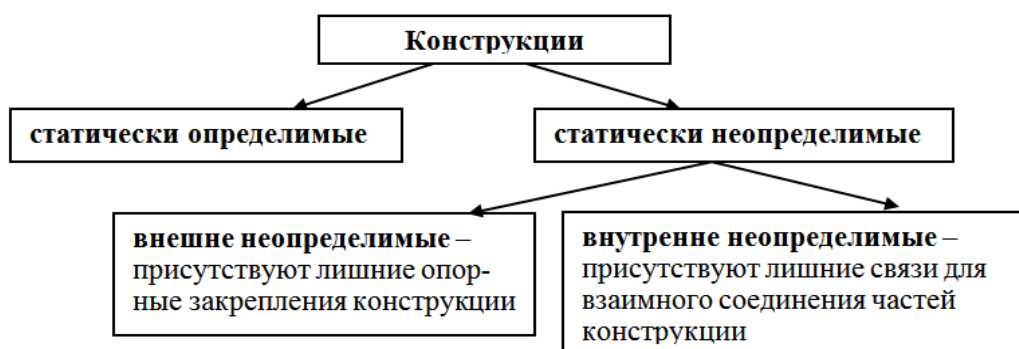 Конструкции
статически определимые
статически неопределимые
внешне неопределимые –
присутствуют лишние опор-
ные закрепления конструкции
внутренне неопределимые –
присутствуют лишние связи для
взаимного соединения частей
конструкции